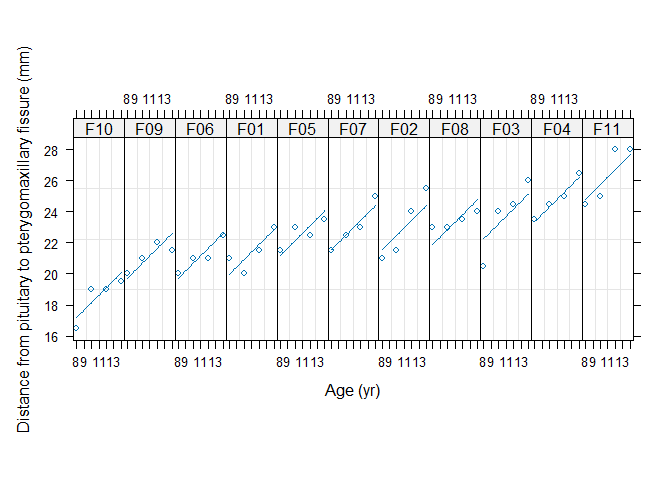 89 1113 89 1113 89 1113 89 1113 89 1113
F10 F09 F06 F01 F05 F07 F02 F08 F03 F04 F11
28
26
24
22
20
18
16
Distance from pituitary to pterygomaxillary fissure (mm)
89 1113 89 1113 89 1113 89 1113 89 1113 89 1113
Age (yr)